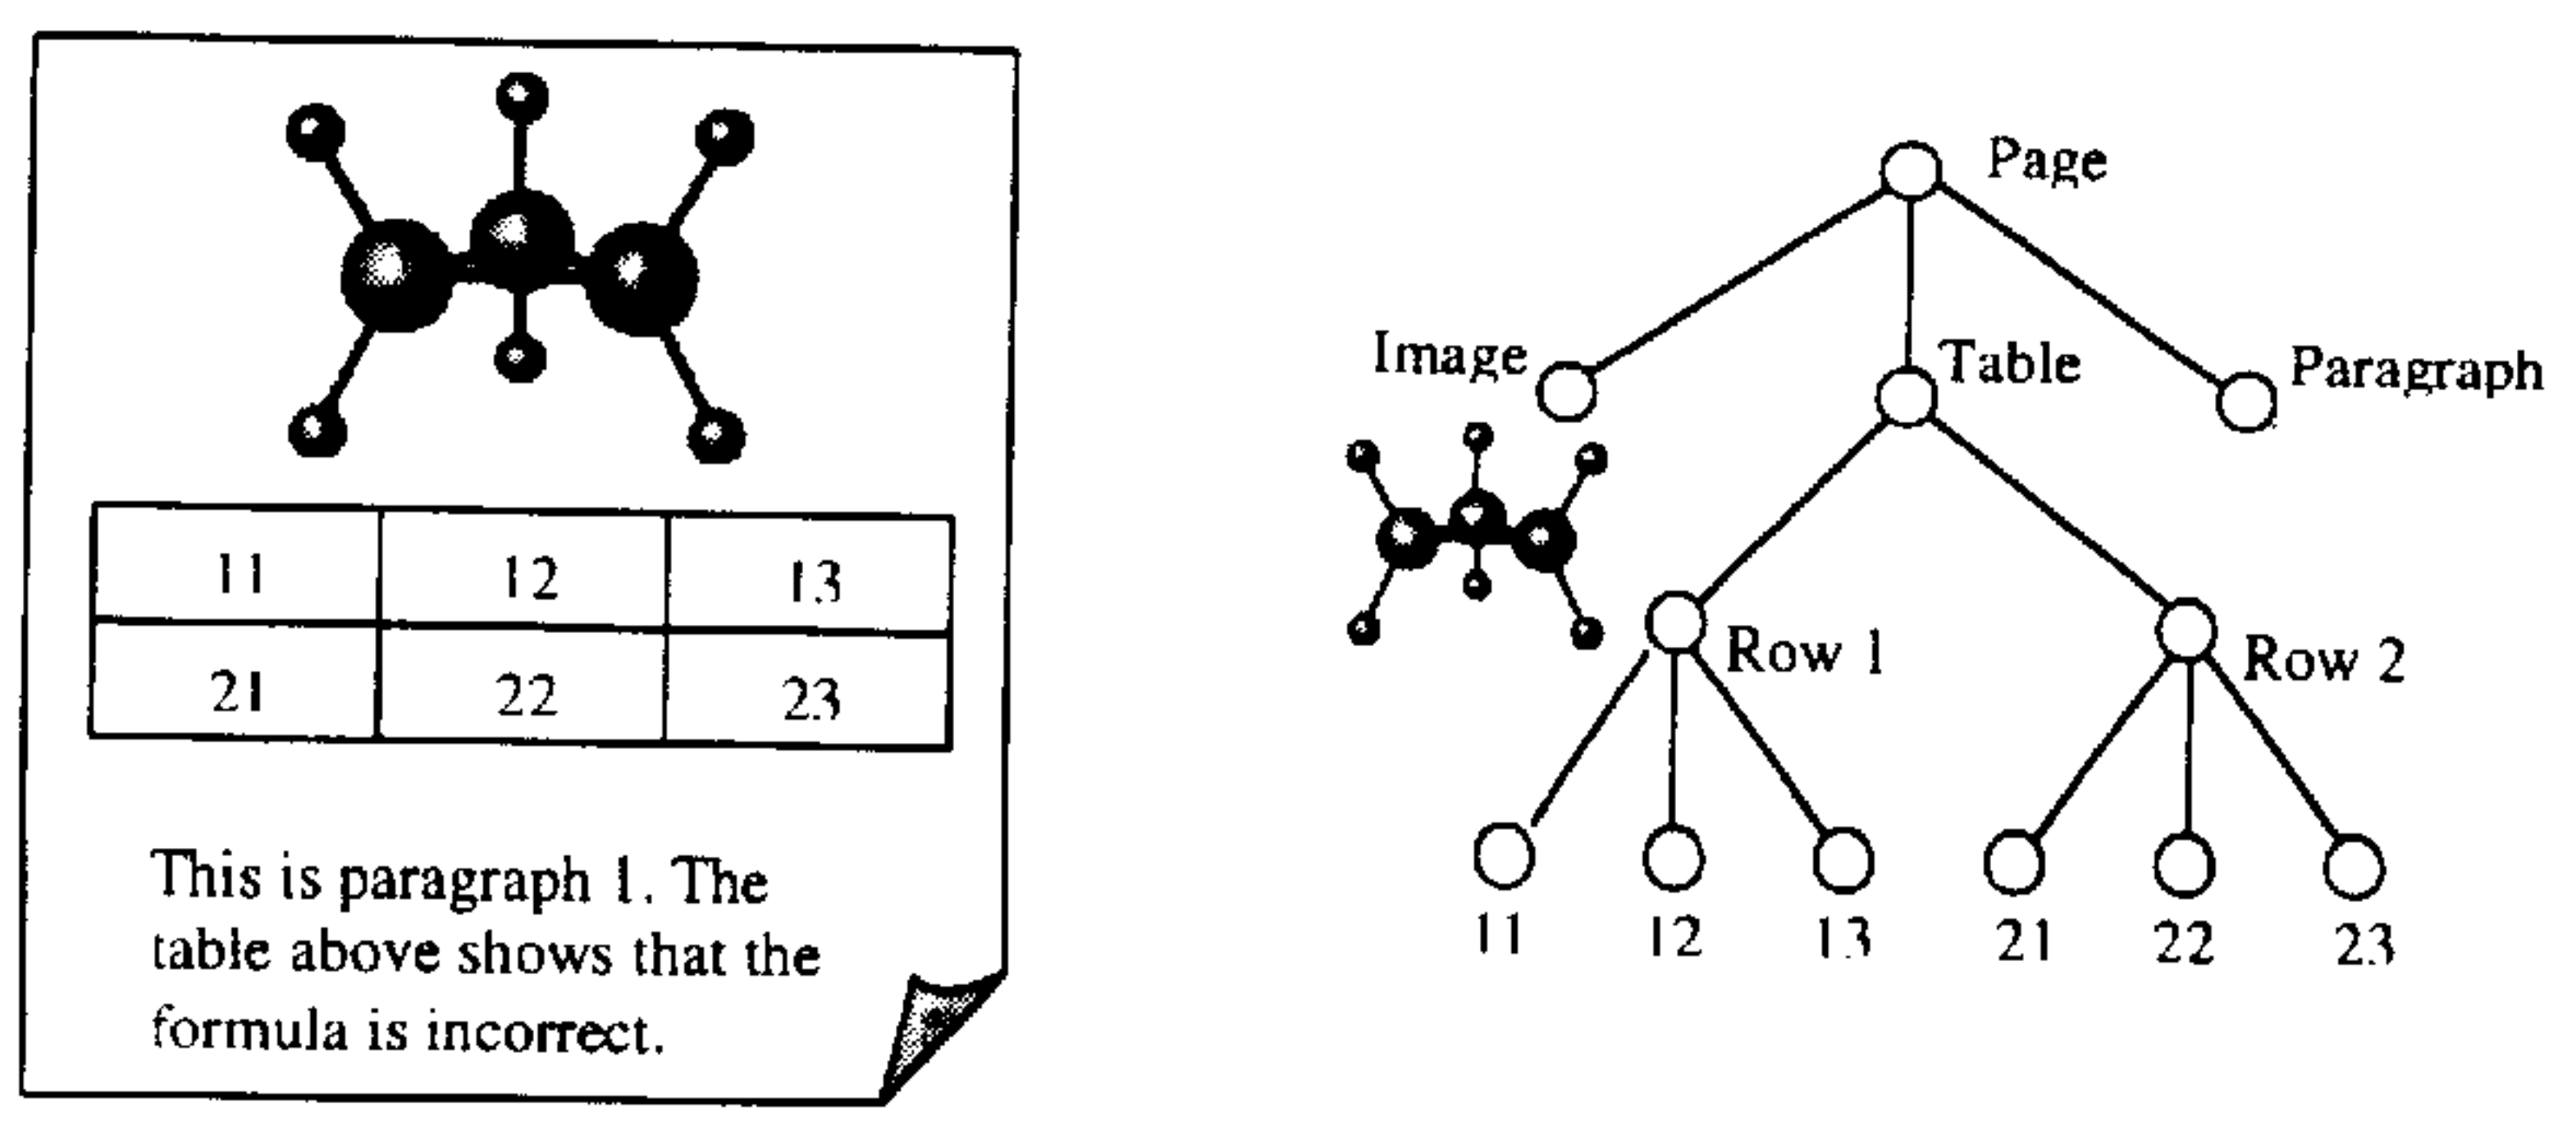 11 12 13
21 22 23
This is paragraph 1. The
table above shows that the
formula is incorrect.
Page
Image
Table
Paragraph
Row 1
Row 2
11 12 13 21 22 23